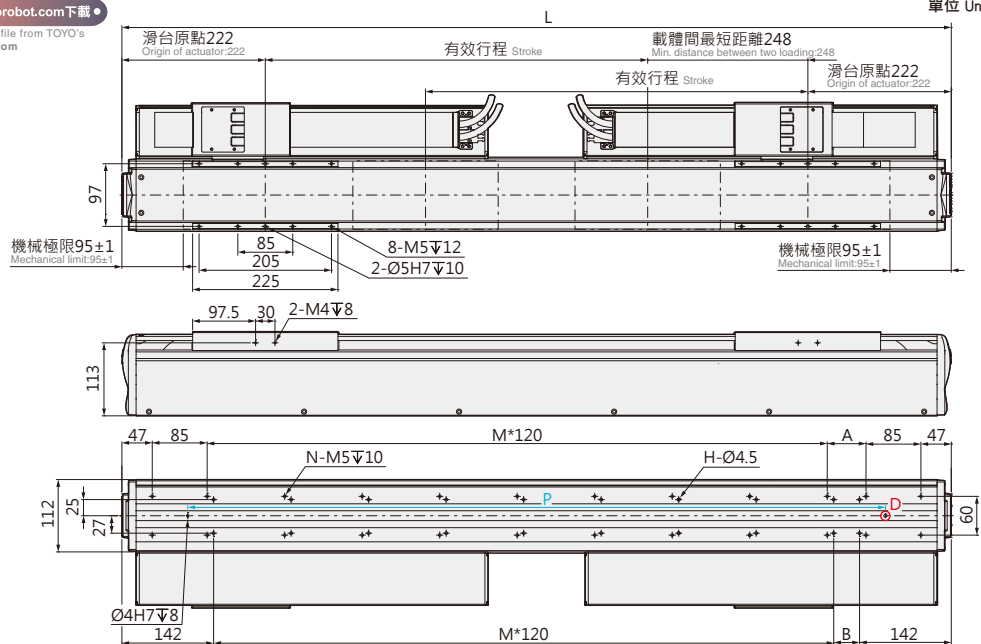 probot.com下載
file from TOYO's
om
單位 Un
L
滑台原點222
Origin of actuator:222
有效行程 Stroke
載體間最短距離248
Min. distance between two loading:248
有效行程 Stroke
滑台原點222
Origin of actuator:222
97
機械極限95±1
Mechanical limit:95±1
85
205
225
8-M5↧12
2-Ø5H7↧10
機械極限95±1
Mechanical limit:95±1
97.5
30
2-M4↧8
113
47
85
M*120
A
85
47
N-M5↧10
H-Ø4.5
P
D
112
25
27
60
Ø4H7↧8
142
M*120
B
142